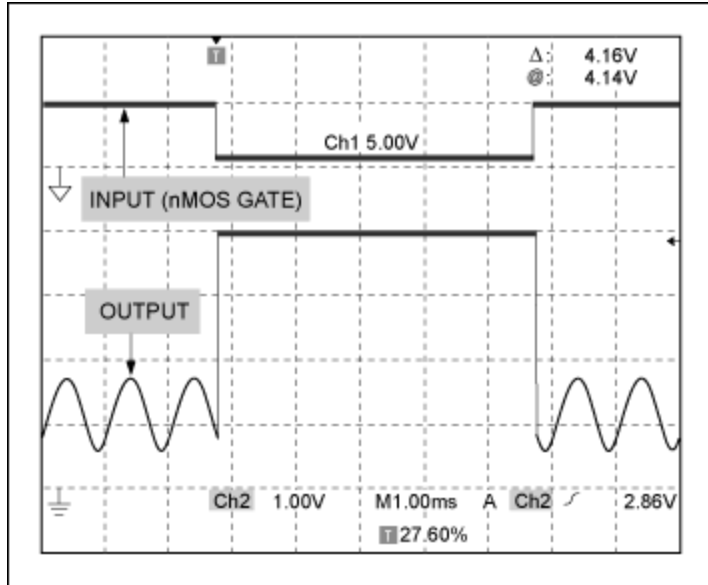 T
Δ: 4.16V
@: 4.14V
Ch1 5.00V
INPUT (nMOS GATE)
OUTPUT
Ch2 1.00V M1.00ms A Ch2 2.86V
T 27.60%